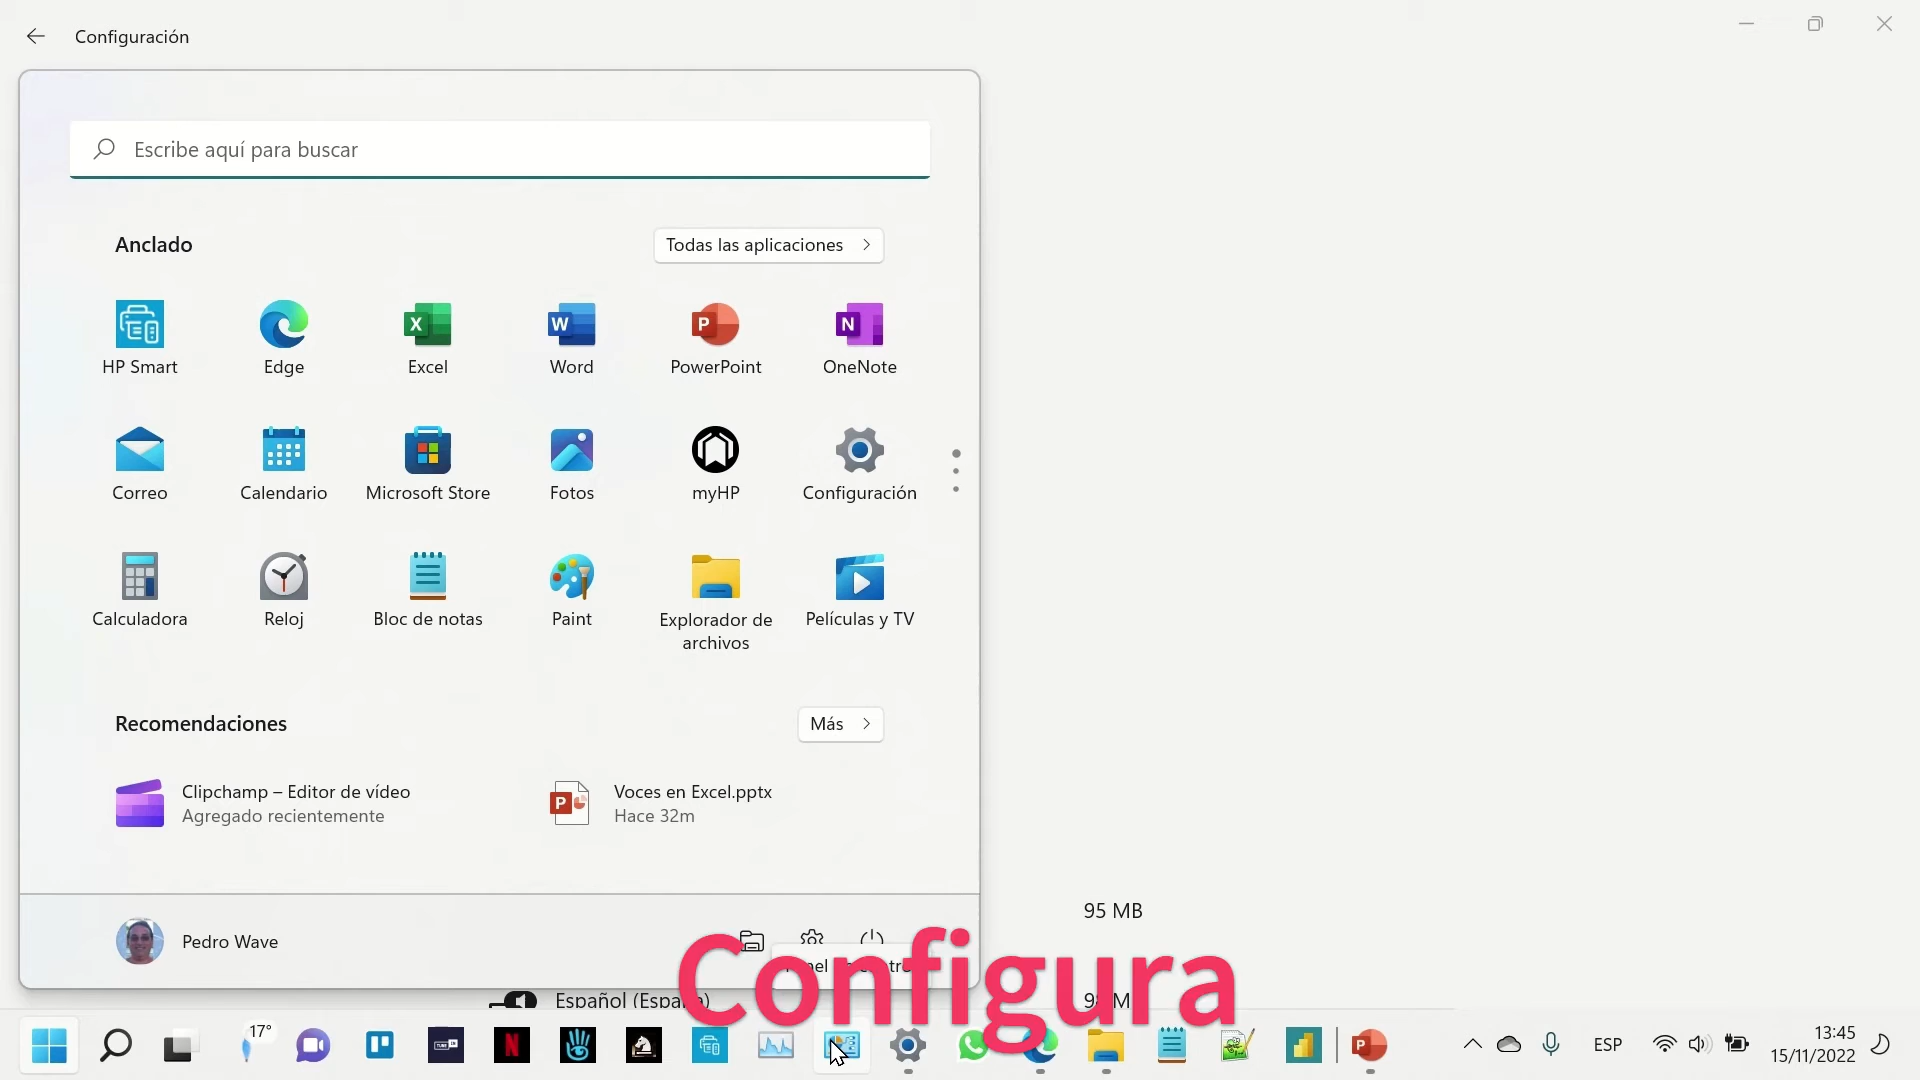 Configuración
Escribe aquí para buscar
Anclado
Todas las aplicaciones
HP Smart
Edge
Excel
Word
PowerPoint
OneNote
Correo
Calendario
Microsoft Store
Fotos
myHP
Configuración
Calculadora
Reloj
Bloc de notas
Paint
Explorador de
archivos
Películas y TV
Recomendaciones
Más
Clipchamp – Editor de vídeo
Agregado recientemente
Voces en Excel.pptx
Hace 32m
95 MB
Pedro Wave
Configura
Español (España)
17°
ESP
13:45
15/11/2022